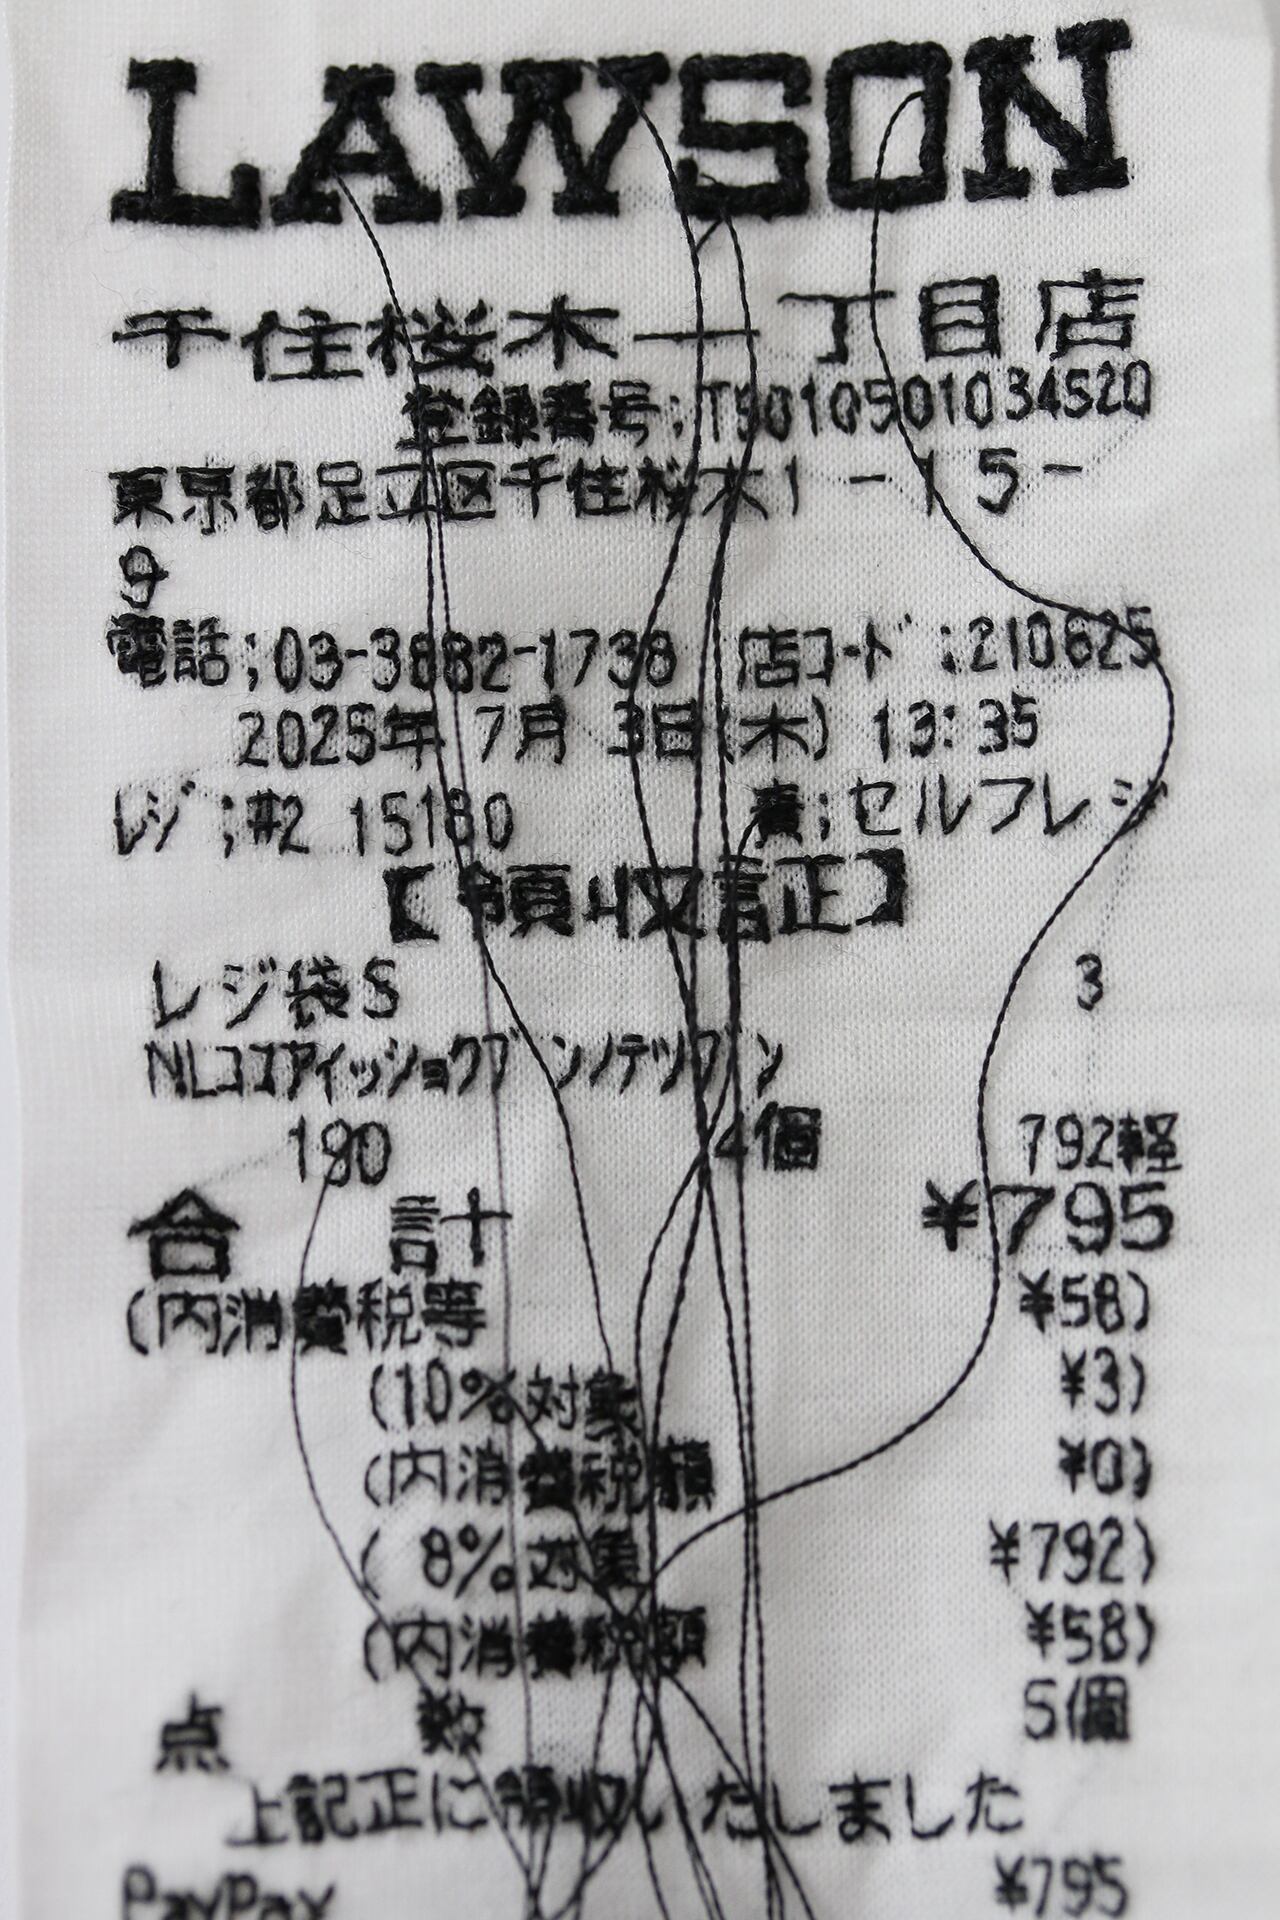 LAWSON
千住桜木一丁目店
登録番号:T5010501034520
東京都足立区千住桜木1-15-
9
電話:03-3882-1738 店コード:210625
2025年 7月 3日(木) 13:35
レジ:#2 15180 責:セルフレジ
【領収証】
レジ袋S 3
NLココアイッショクブンノテツブン
190 4個 792軽
合 計 ¥795
(内消費税等 ¥58)
(10%対象 ¥3)
(内消費税額 ¥0)
( 8%対象 ¥792)
(内消費税額 ¥58)
点 数 5個
上記正に領収いたしました
PayPay ¥795